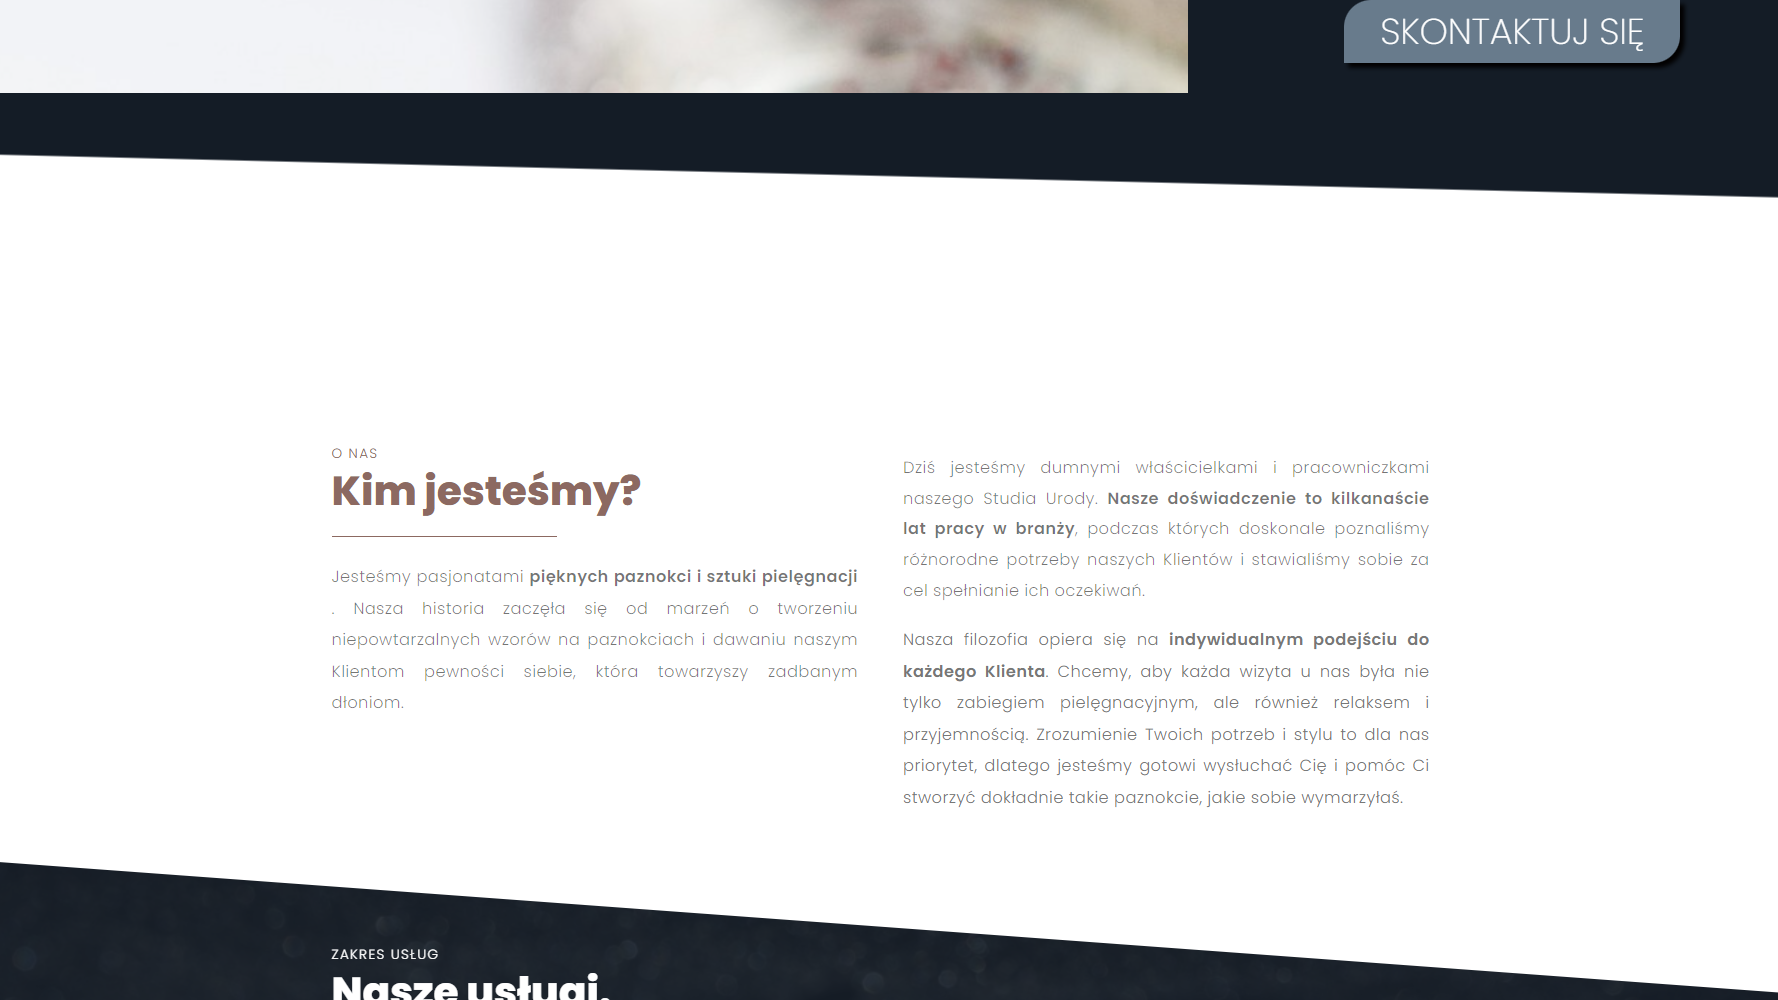 SKONTAKTUJ SIĘ
O NAS
Kim jesteśmy?
Jesteśmy pasjonatami pięknych paznokci i sztuki pielęgnacji
. Nasza historia zaczęła się od marzeń o tworzeniu
niepowtarzalnych wzorów na paznokciach i dawaniu naszym
Klientom pewności siebie, która towarzyszy zadbanym
dłoniom.
Dziś jesteśmy dumnymi właścicielkami i pracowniczkami
naszego Studia Urody. Nasze doświadczenie to kilkanaście
lat pracy w branży, podczas których doskonale poznaliśmy
różnorodne potrzeby naszych Klientów i stawialiśmy sobie za
cel spełnianie ich oczekiwań.
Nasza filozofia opiera się na indywidualnym podejściu do
każdego Klienta. Chcemy, aby każda wizyta u nas była nie
tylko zabiegiem pielęgnacyjnym, ale również relaksem i
przyjemnością. Zrozumienie Twoich potrzeb i stylu to dla nas
priorytet, dlatego jesteśmy gotowi wysłuchać Cię i pomóc Ci
stworzyć dokładnie takie paznokcie, jakie sobie wymarzyłaś.
ZAKRES USŁUG
Nasze usługi.